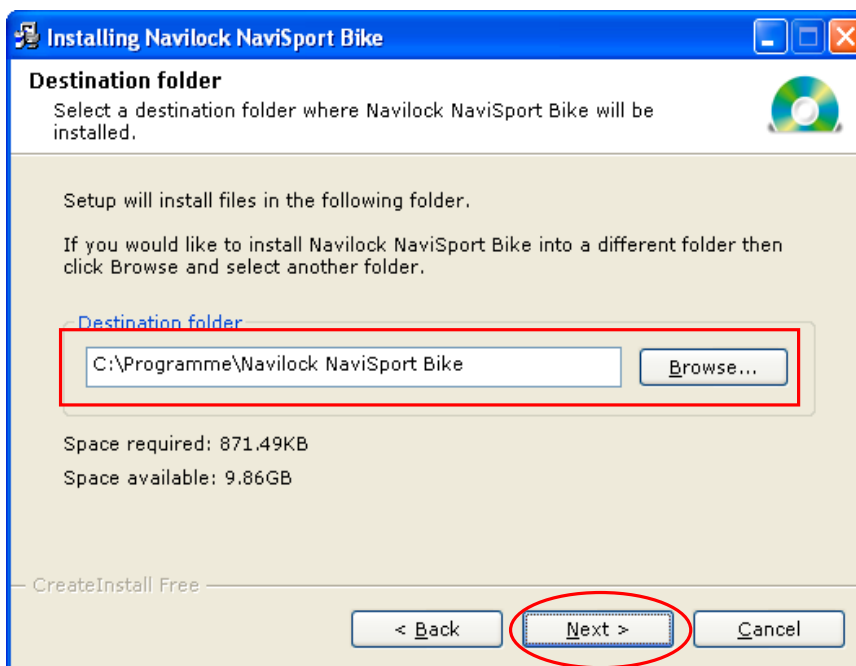 Installing Navilock NaviSport Bike
Destination folder
Select a destination folder where Navilock NaviSport Bike will be
installed.
Setup will install files in the following folder.
If you would like to install Navilock NaviSport Bike into a different folder then
click Browse and select another folder.
Destination folder
C:\Programme\Navilock NaviSport Bike
Browse...
Space required: 871.49KB
Space available: 9.86GB
CreateInstall Free
< Back
Next >
Cancel